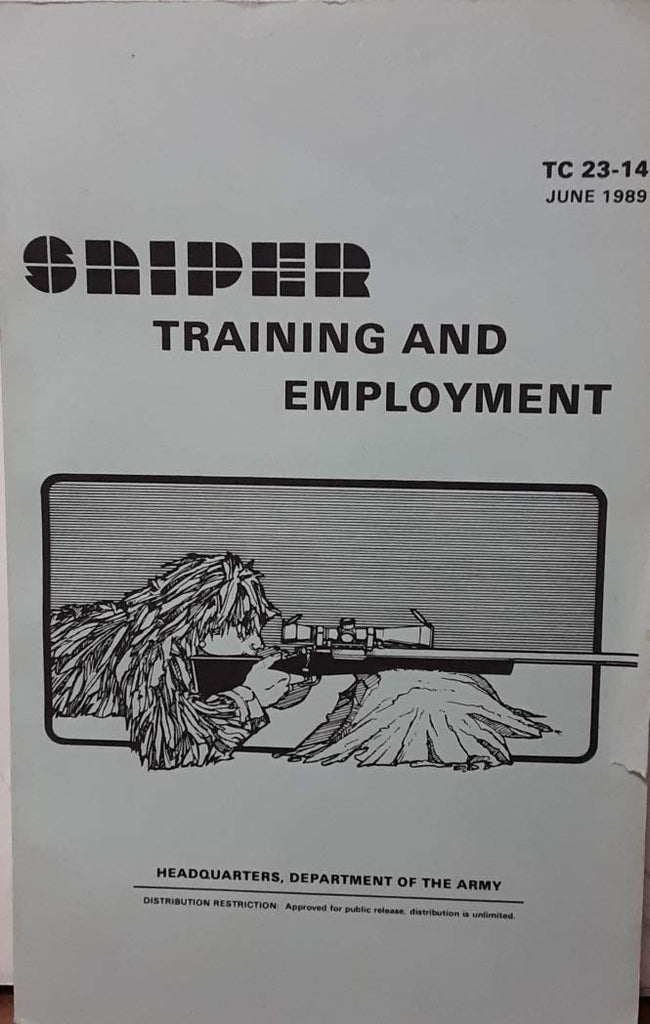 TC 23-14
JUNE 1989
SNIPER
TRAINING AND
EMPLOYMENT
HEADQUARTERS, DEPARTMENT OF THE ARMY
DISTRIBUTION RESTRICTION: Approved for public release; distribution is unlimited.